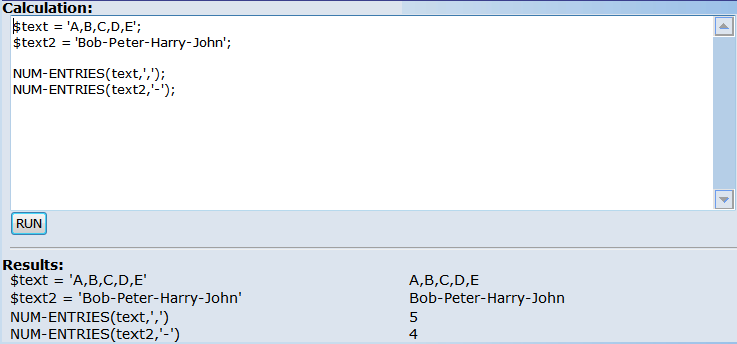 Calculation:
$text = 'A,B,C,D,E';
$text2 = 'Bob-Peter-Harry-John';
NUM-ENTRIES(text,',');
NUM-ENTRIES(text2,'-');
RUN
Results:
$text = 'A,B,C,D,E' A,B,C,D,E
$text2 = 'Bob-Peter-Harry-John' Bob-Peter-Harry-John
NUM-ENTRIES(text,',') 5
NUM-ENTRIES(text2,'-') 4